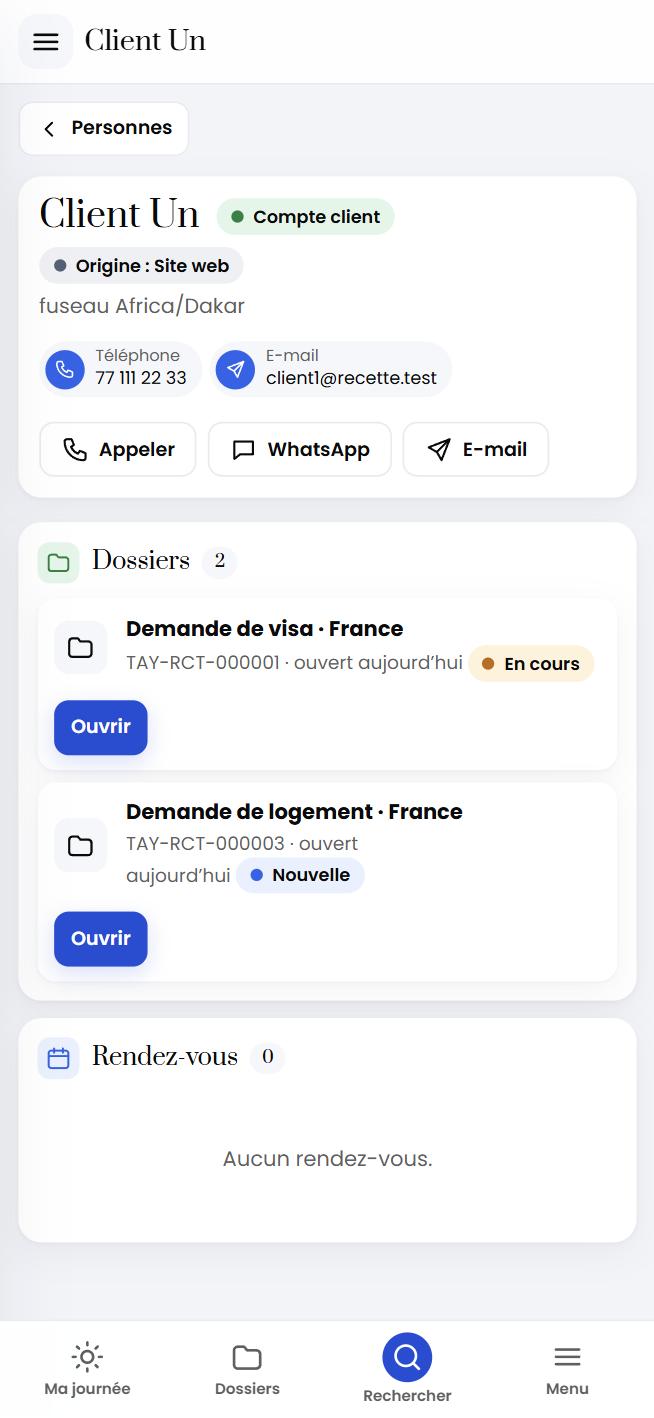 Client Un
Personnes
Client Un
Compte client
Origine : Site web
fuseau Africa/Dakar
Téléphone
77 111 22 33
E-mail
client1@recette.test
Appeler
WhatsApp
E-mail
Dossiers 2
Demande de visa · France
TAY-RCT-000001 · ouvert aujourd’hui En cours
Ouvrir
Demande de logement · France
TAY-RCT-000003 · ouvert
aujourd’hui Nouvelle
Ouvrir
Rendez-vous 0
Aucun rendez-vous.
Ma journée
Dossiers
Rechercher
Menu